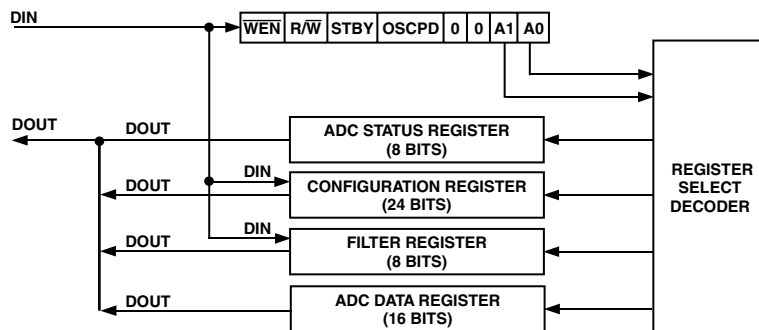 DIN
W̅E̅N̅ R/W̅ STBY OSCPD 0 0 A1 A0
DOUT
DOUT
ADC STATUS REGISTER
(8 BITS)
DIN
DOUT
CONFIGURATION REGISTER
(24 BITS)
DIN
DOUT
FILTER REGISTER
(8 BITS)
DOUT
ADC DATA REGISTER
(16 BITS)
REGISTER
SELECT
DECODER